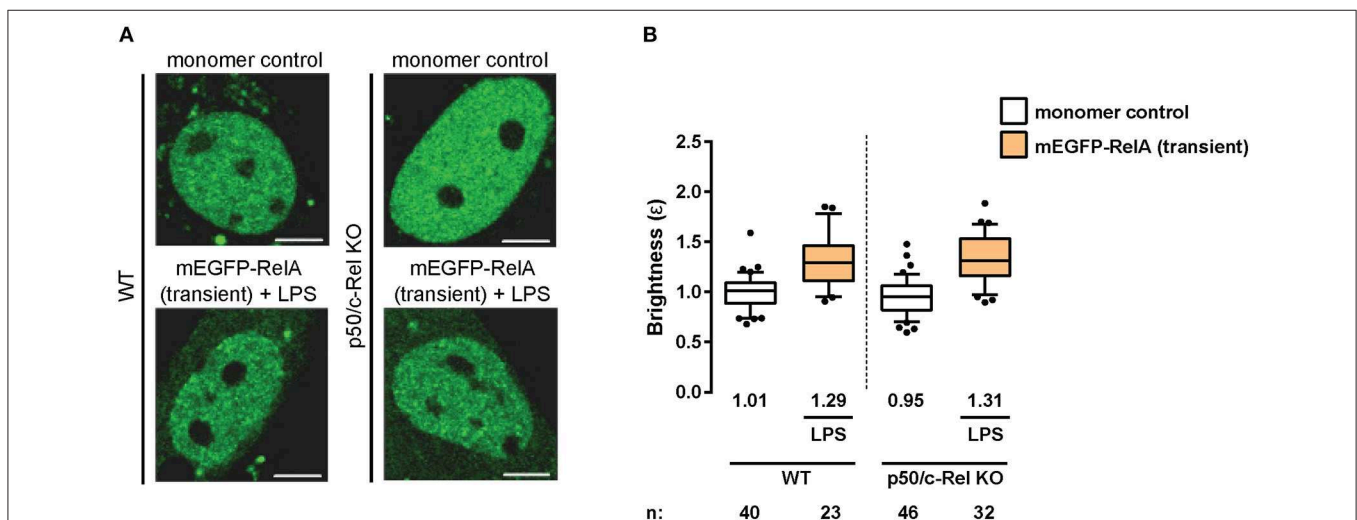 A
monomer control
monomer control
WT
mEGFP-RelA
(transient) + LPS
p50/c-Rel KO
mEGFP-RelA
(transient) + LPS
B
monomer control
mEGFP-RelA (transient)
Brightness (ε)
2.5
2.0
1.5
1.0
0.5
0.0
1.01 1.29 0.95 1.31
LPS LPS
WT p50/c-Rel KO
n: 40 23 46 32